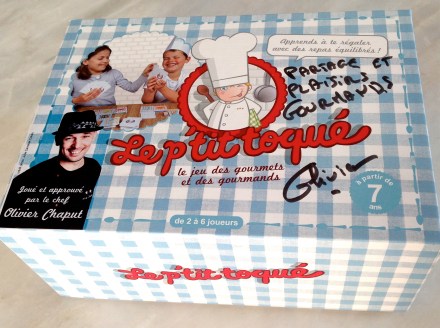 Apprends à te régaler
avec des repas équilibrés !
PARTAGE ET
PLAISIRS
GOURMANDS
Olivier
Le p'tit toqué
le jeu des gourmets
et des gourmands
Joué et approuvé
par le chef
Olivier Chaput
à partir de
7
ans
de 2 à 6 joueurs
Le p'tit toqué